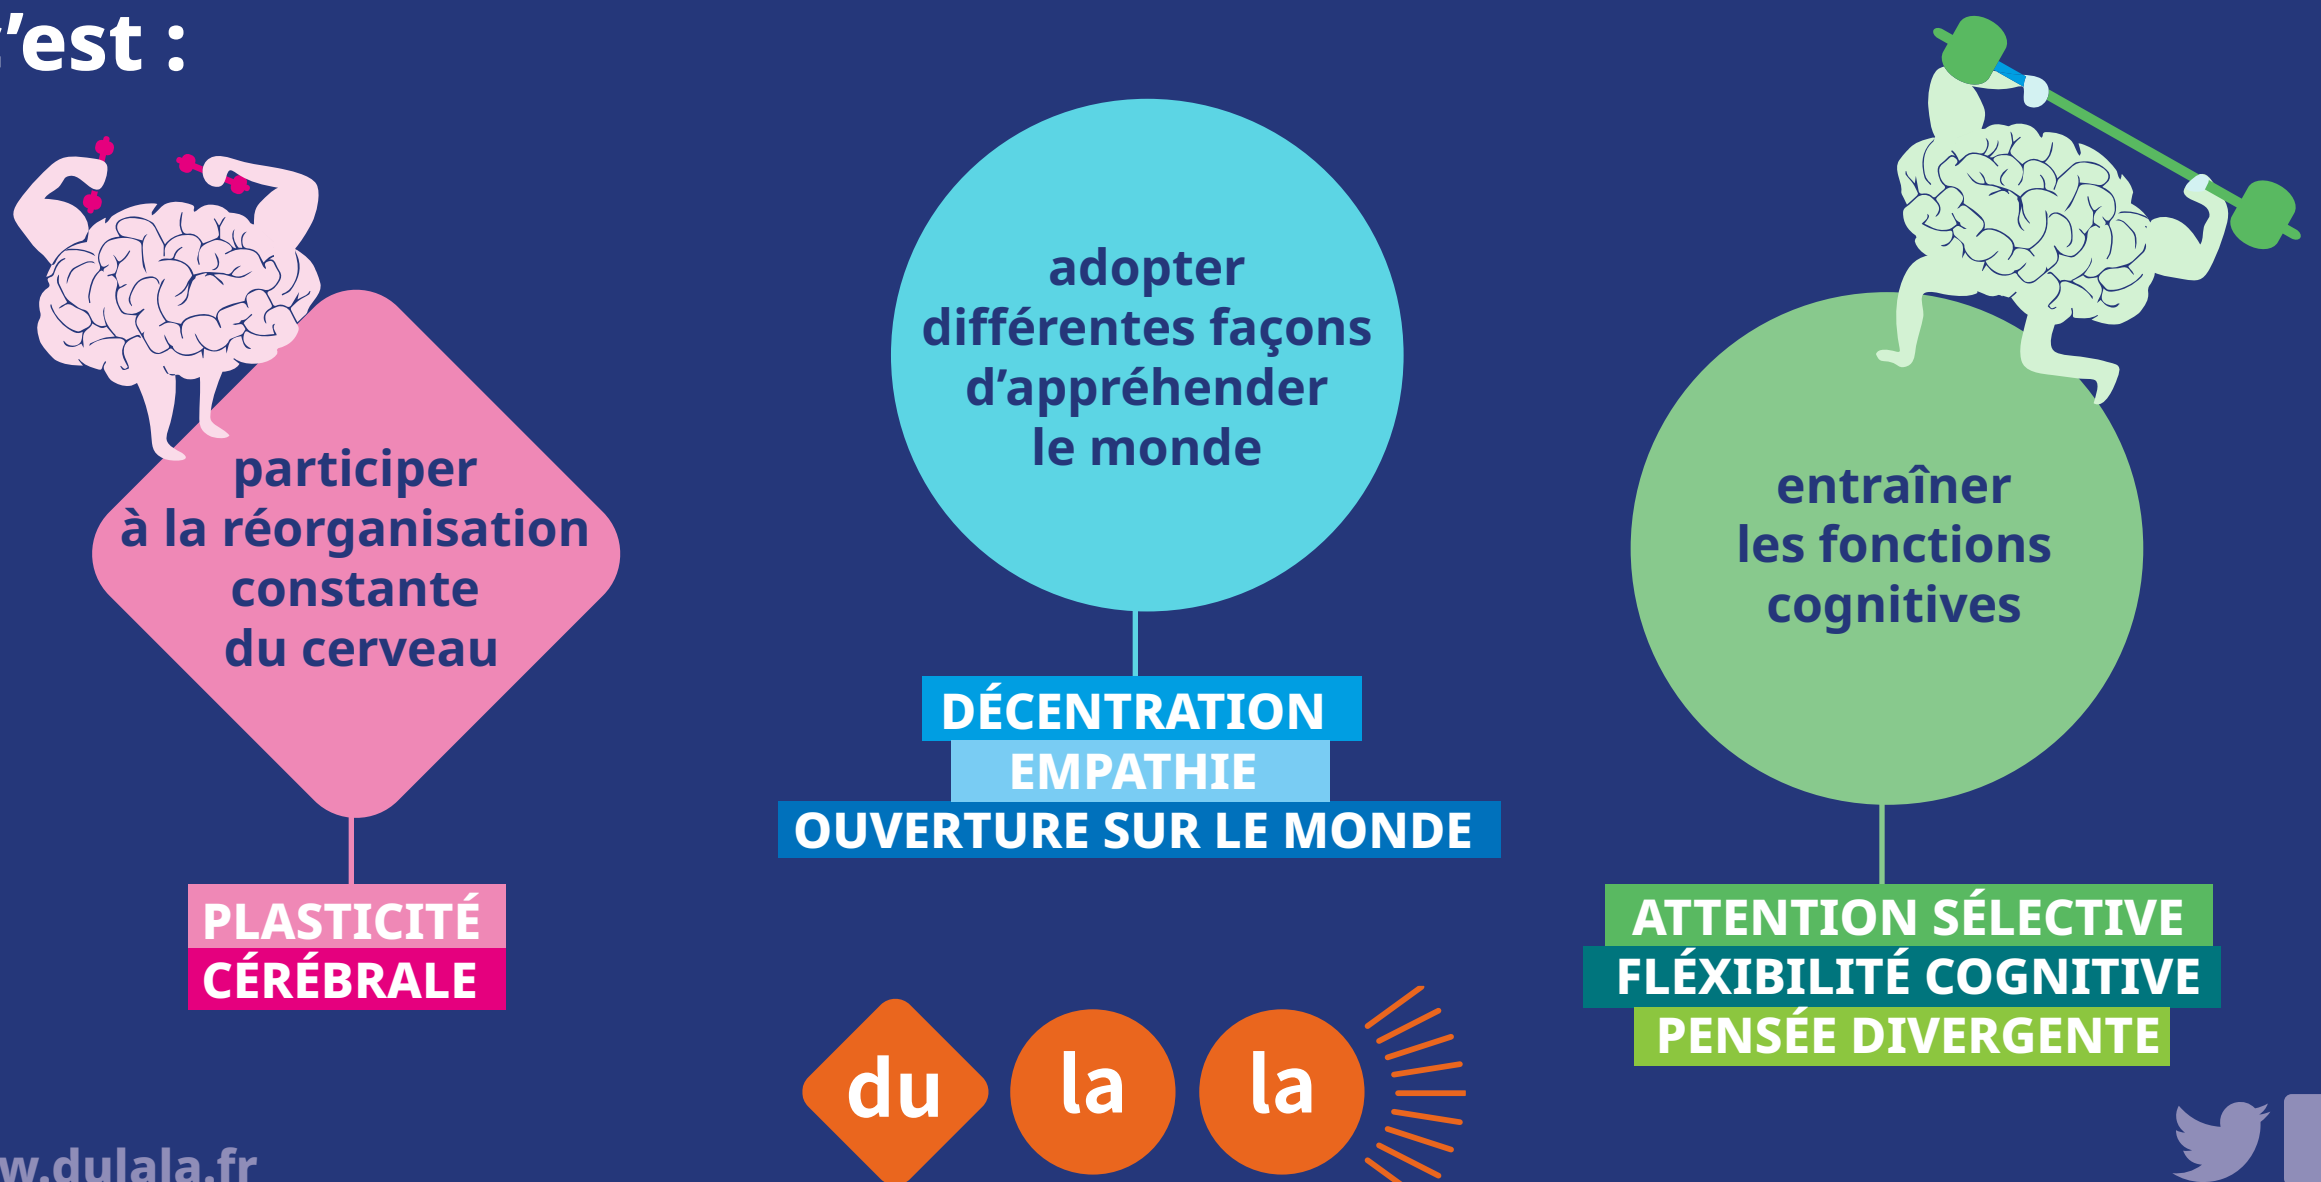 c'est :
participer
à la réorganisation
constante
du cerveau
PLASTICITÉ
CÉRÉBRALE
adopter
différentes façons
d’appréhender
le monde
DÉCENTRATION
EMPATHIE
OUVERTURE SUR LE MONDE
entraîner
les fonctions
cognitives
ATTENTION SÉLECTIVE
FLÉXIBILITÉ COGNITIVE
PENSÉE DIVERGENTE
du la la
w.dulala.fr